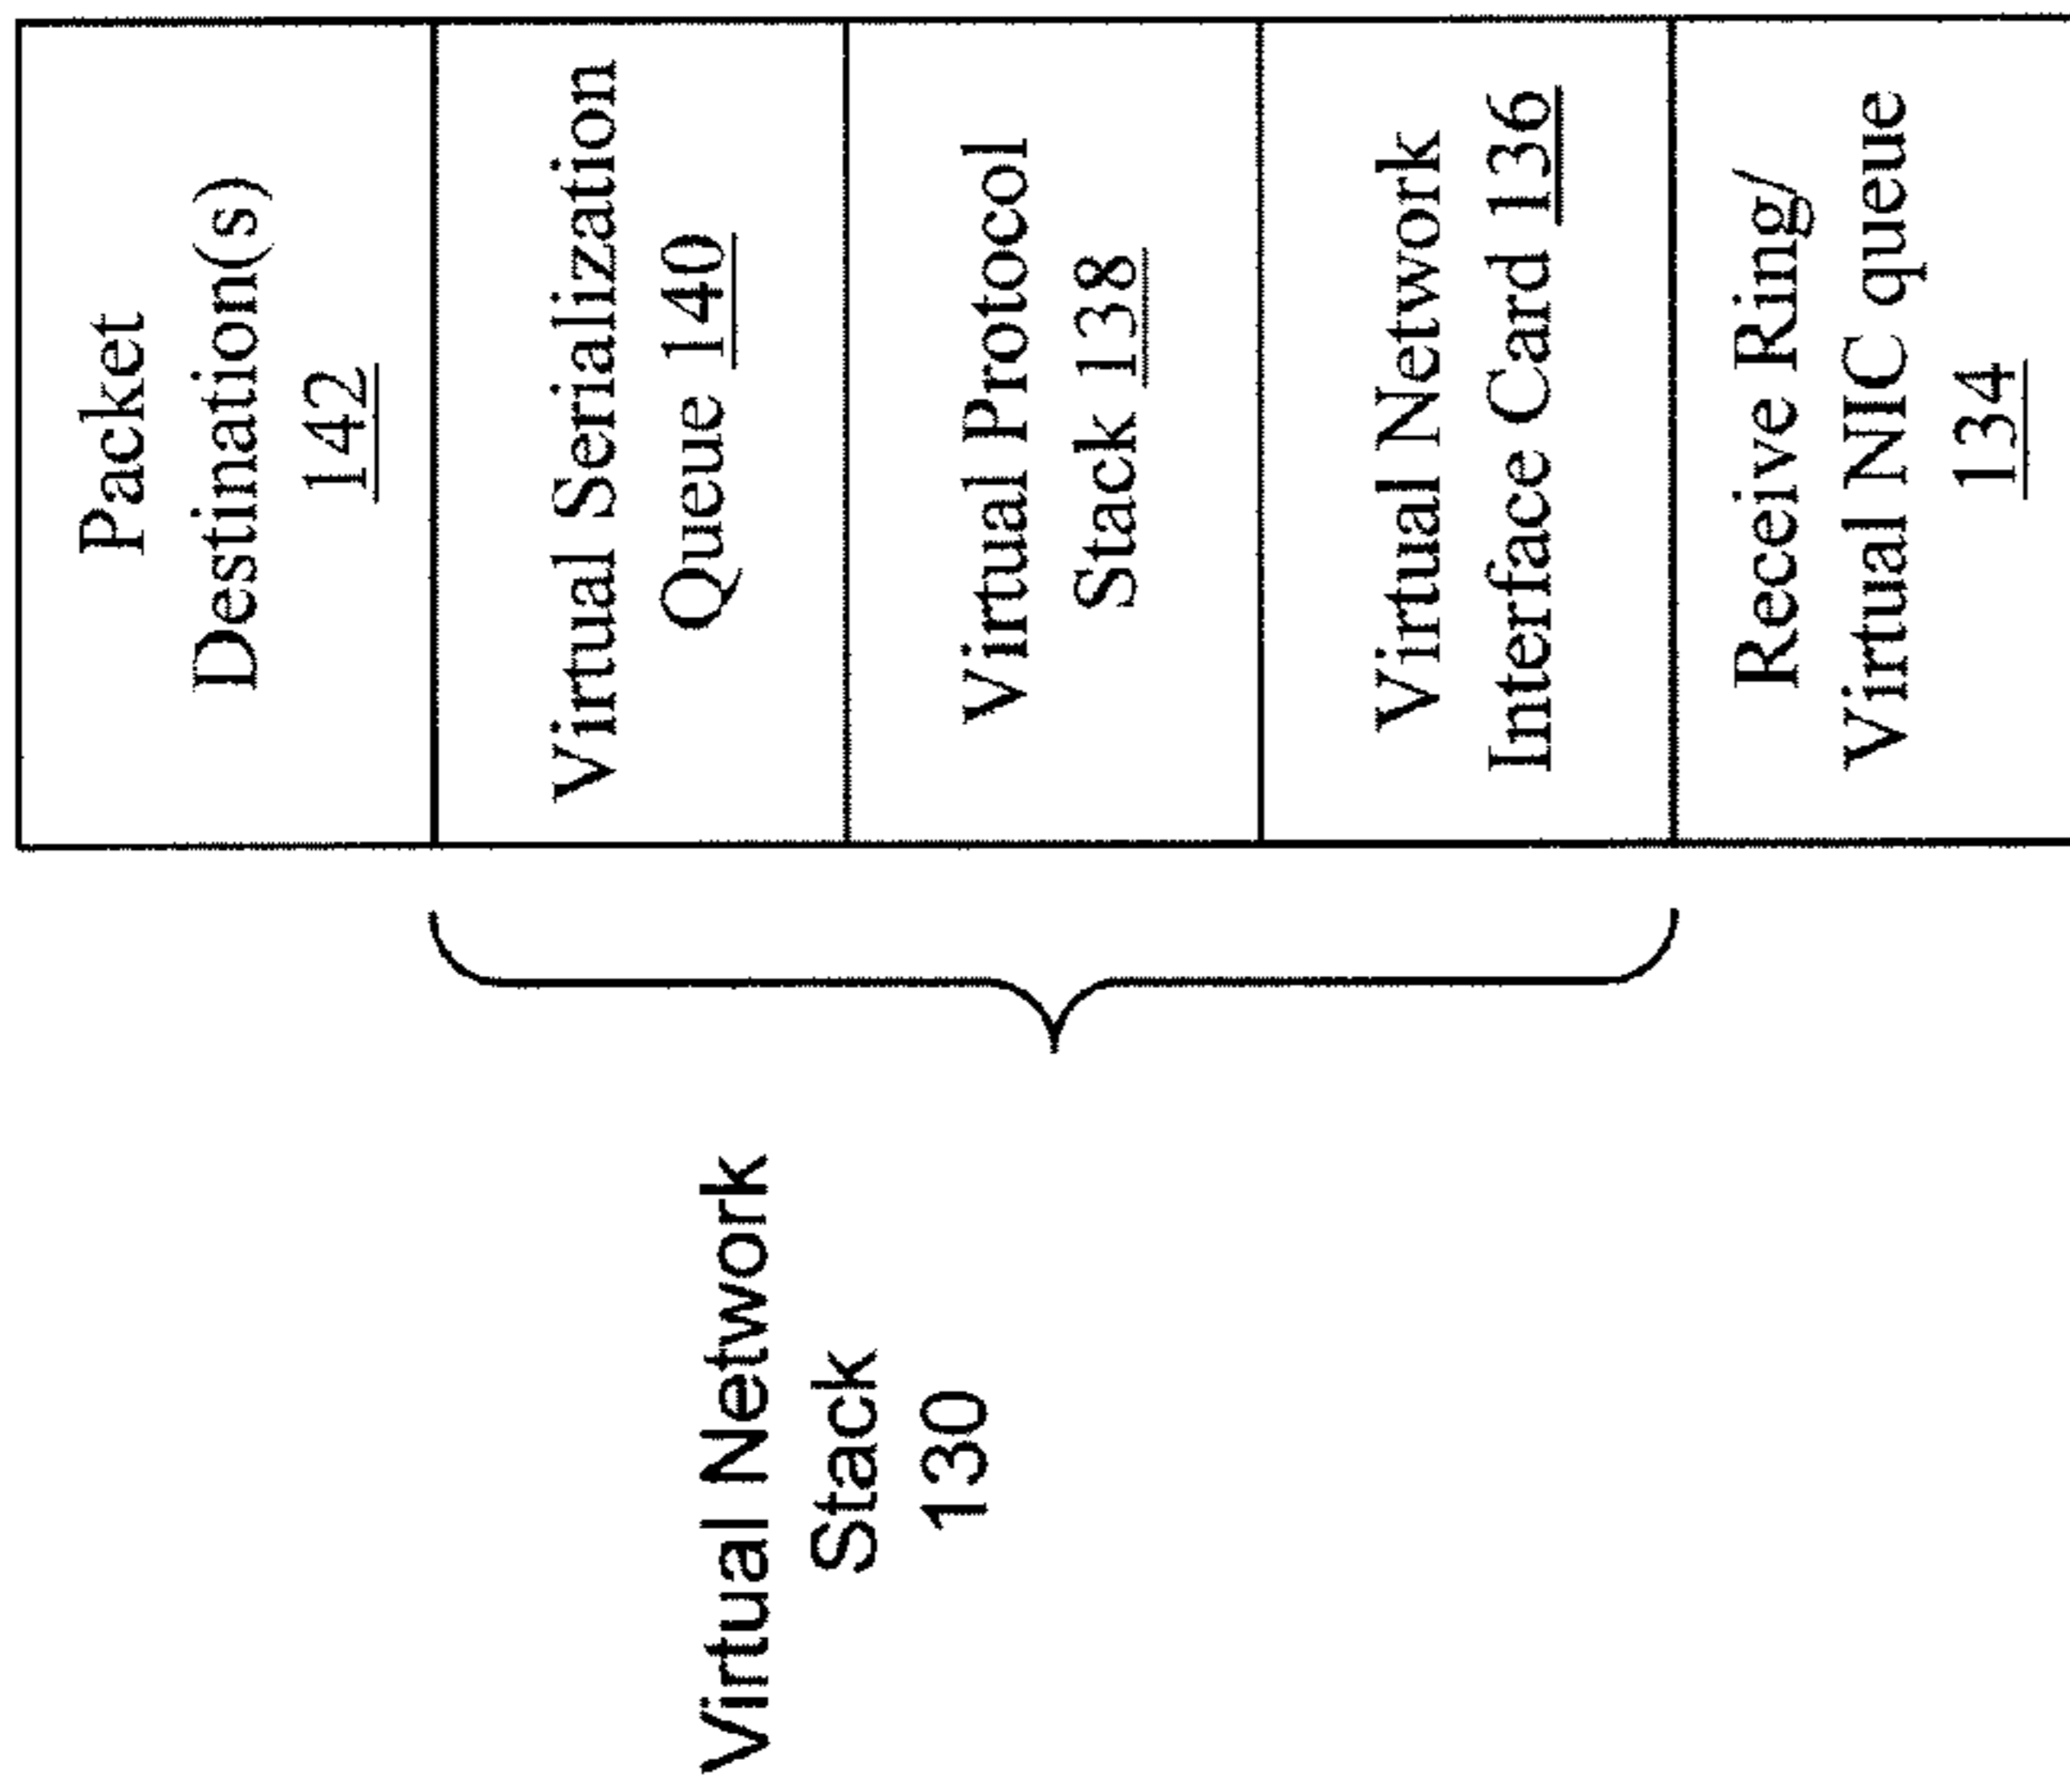 Packet
Destination(s)
142
Virtual Serialization
Queue 140
Virtual Protocol
Stack 138
Virtual Network
Interface Card 136
Receive Ring/
Virtual NIC queue
134
Virtual Network
Stack
130